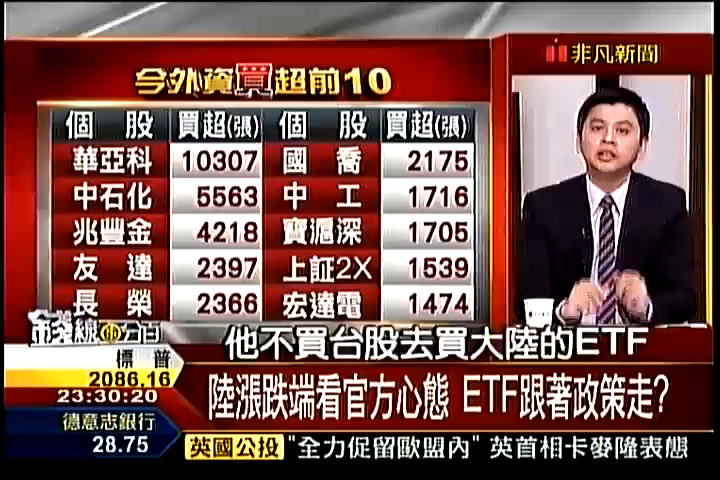 非凡新聞
今外資買超前10
個股 買超(張) 個股 買超(張)
華亞科 10307 國喬 2175
中石化 5563 中工 1716
兆豐金 4218 寶滬深 1705
友達 2397 上証2X 1539
長榮 2366 宏達電 1474
他不買台股去買大陸的ETF
標普
2086.16
23:30:20
陸漲跌端看官方心態 ETF跟著政策走?
德意志銀行
28.75
英國公投 "全力促留歐盟內" 英首相卡麥隆表態